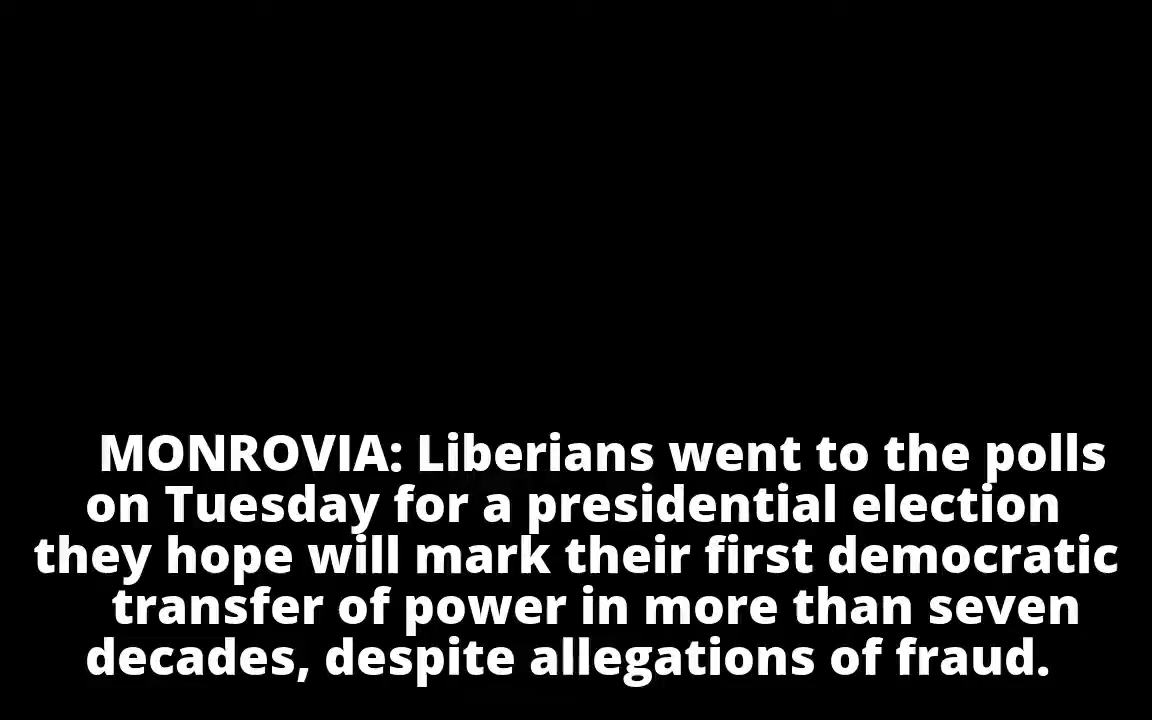 MONROVIA: Liberians went to the polls
on Tuesday for a presidential election
they hope will mark their first democratic
transfer of power in more than seven
decades, despite allegations of fraud.